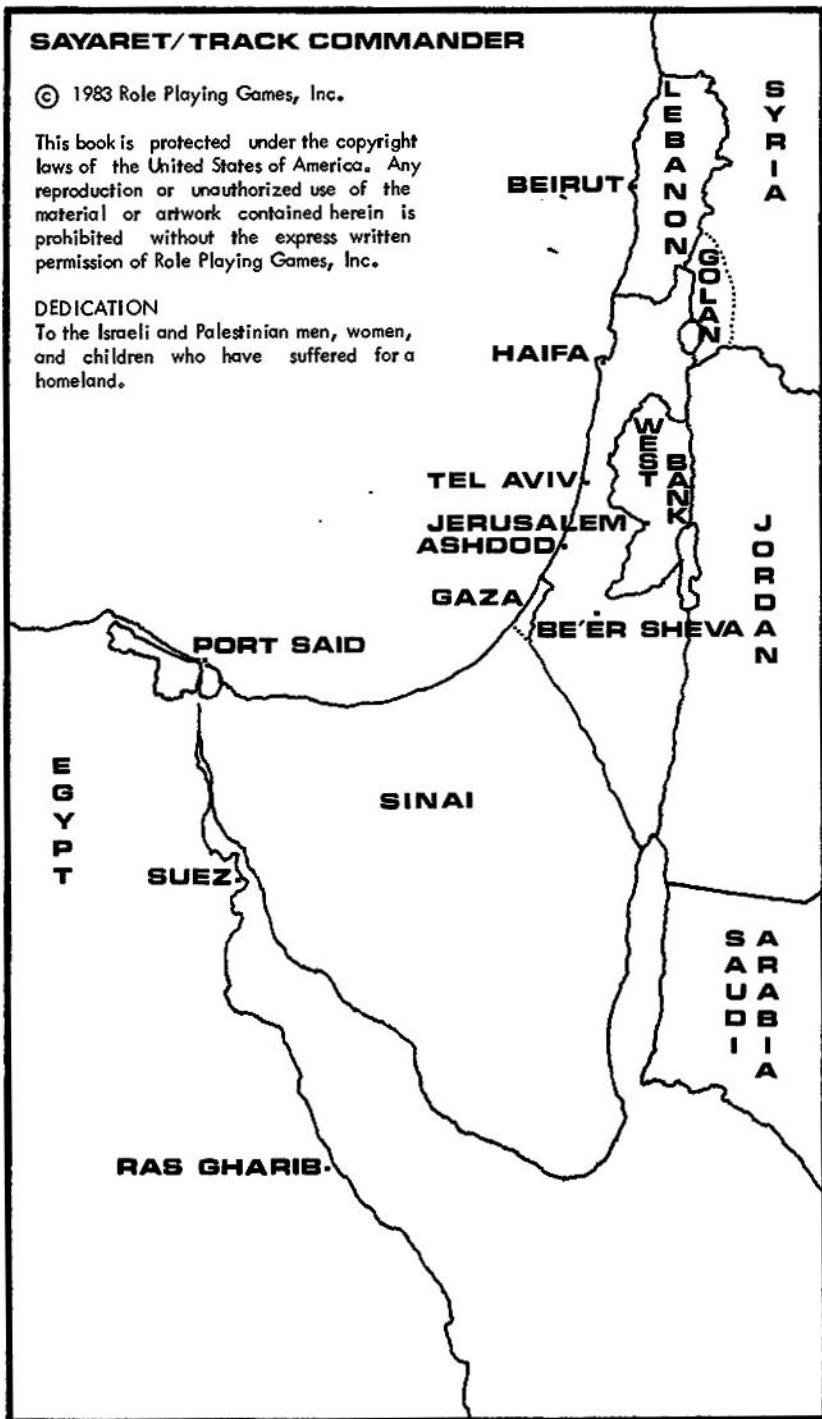 SAYARET/TRACK COMMANDER
© 1983 Role Playing Games, Inc.
This book is protected under the copyright
laws of the United States of America. Any
reproduction or unauthorized use of the
material or artwork contained herein is
prohibited without the express written
permission of Role Playing Games, Inc.
DEDICATION
To the Israeli and Palestinian men, women,
and children who have suffered for a
homeland.
LEBANON
SYRIA
BEIRUT
GOLAN
HAIFA
WEST BANK
TEL AVIV
JERUSALEM
ASHDOD
JORDAN
GAZA
BE'ER SHEVA
PORT SAID
EGYPT
SINAI
SUEZ
SAUDI ARABIA
RAS GHARIB